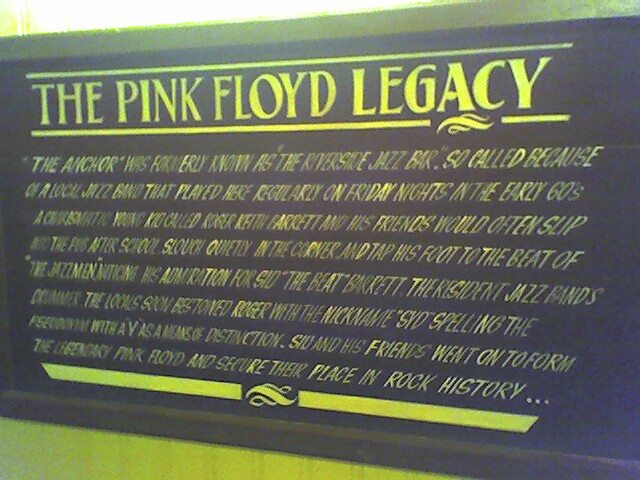 THE PINK FLOYD LEGACY
"THE ANCHOR" WAS FORMERLY KNOWN AS "THE RIVERSIDE JAZZ BAR". SO CALLED BECAUSE
OF A LOCAL JAZZ BAND THAT PLAYED HERE REGULARLY ON FRIDAY NIGHTS IN THE EARLY 60's
A CHARISMATIC YOUNG KID CALLED ROGER KEITH BARRETT AND HIS FRIENDS WOULD OFTEN SLIP
INTO THE PUB AFTER SCHOOL, SLOUCH QUIETLY IN THE CORNER, AND TAP HIS FOOT TO THE BEAT OF
"THE JAZZMEN". NOTICING HIS ADMIRATION FOR SID "THE BEAT" BARRETT, THE RESIDENT JAZZ BANDS
DRUMMER, THE LOCALS SOON BESTOWED ROGER WITH THE NICKNAME "SYD" SPELLING THE
PSEUDONYM WITH A Y AS A MEANS OF DISTINCTION. SYD AND HIS FRIENDS WENT ON TO FORM
THE LEGENDARY PINK FLOYD AND SECURE THEIR PLACE IN ROCK HISTORY...